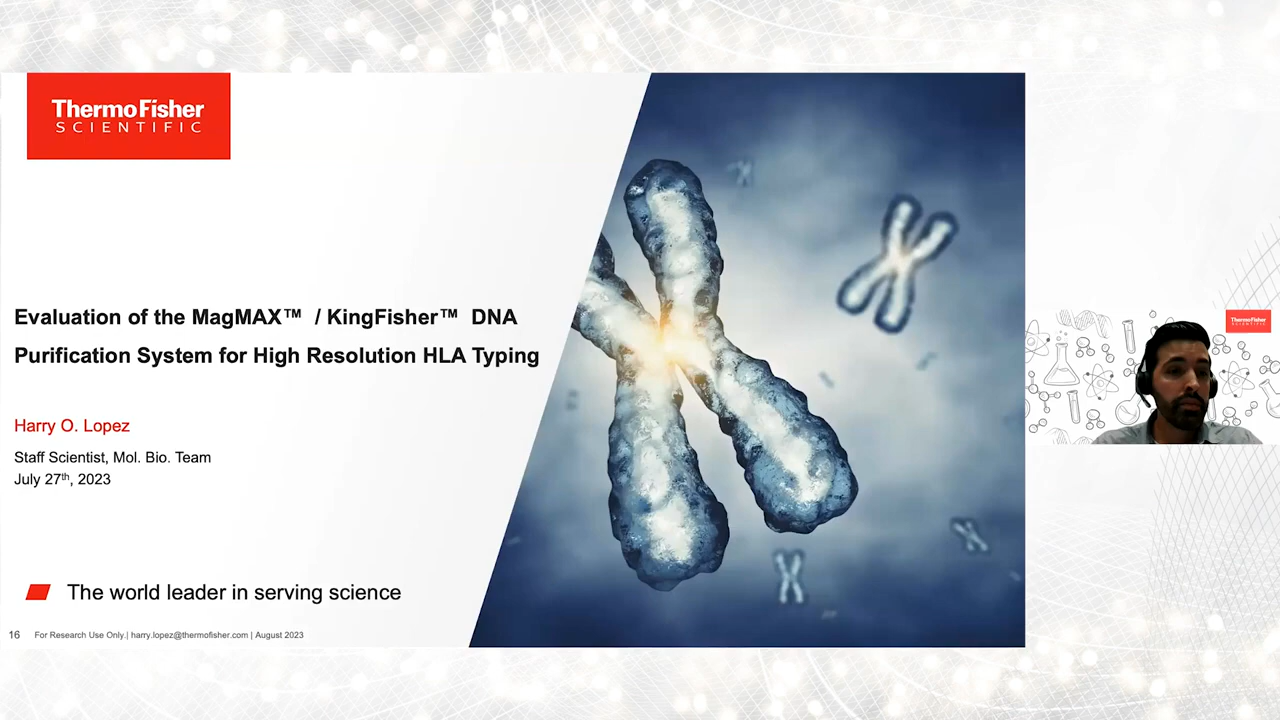 ThermoFisher
SCIENTIFIC
Evaluation of the MagMAX™ / KingFisher™ DNA
Purification System for High Resolution HLA Typing
Harry O. Lopez
Staff Scientist, Mol. Bio. Team
July 27th, 2023
The world leader in serving science
16 For Research Use Only.| harry.lopez@thermofisher.com | August 2023
ThermoFisher
SCIENTIFIC